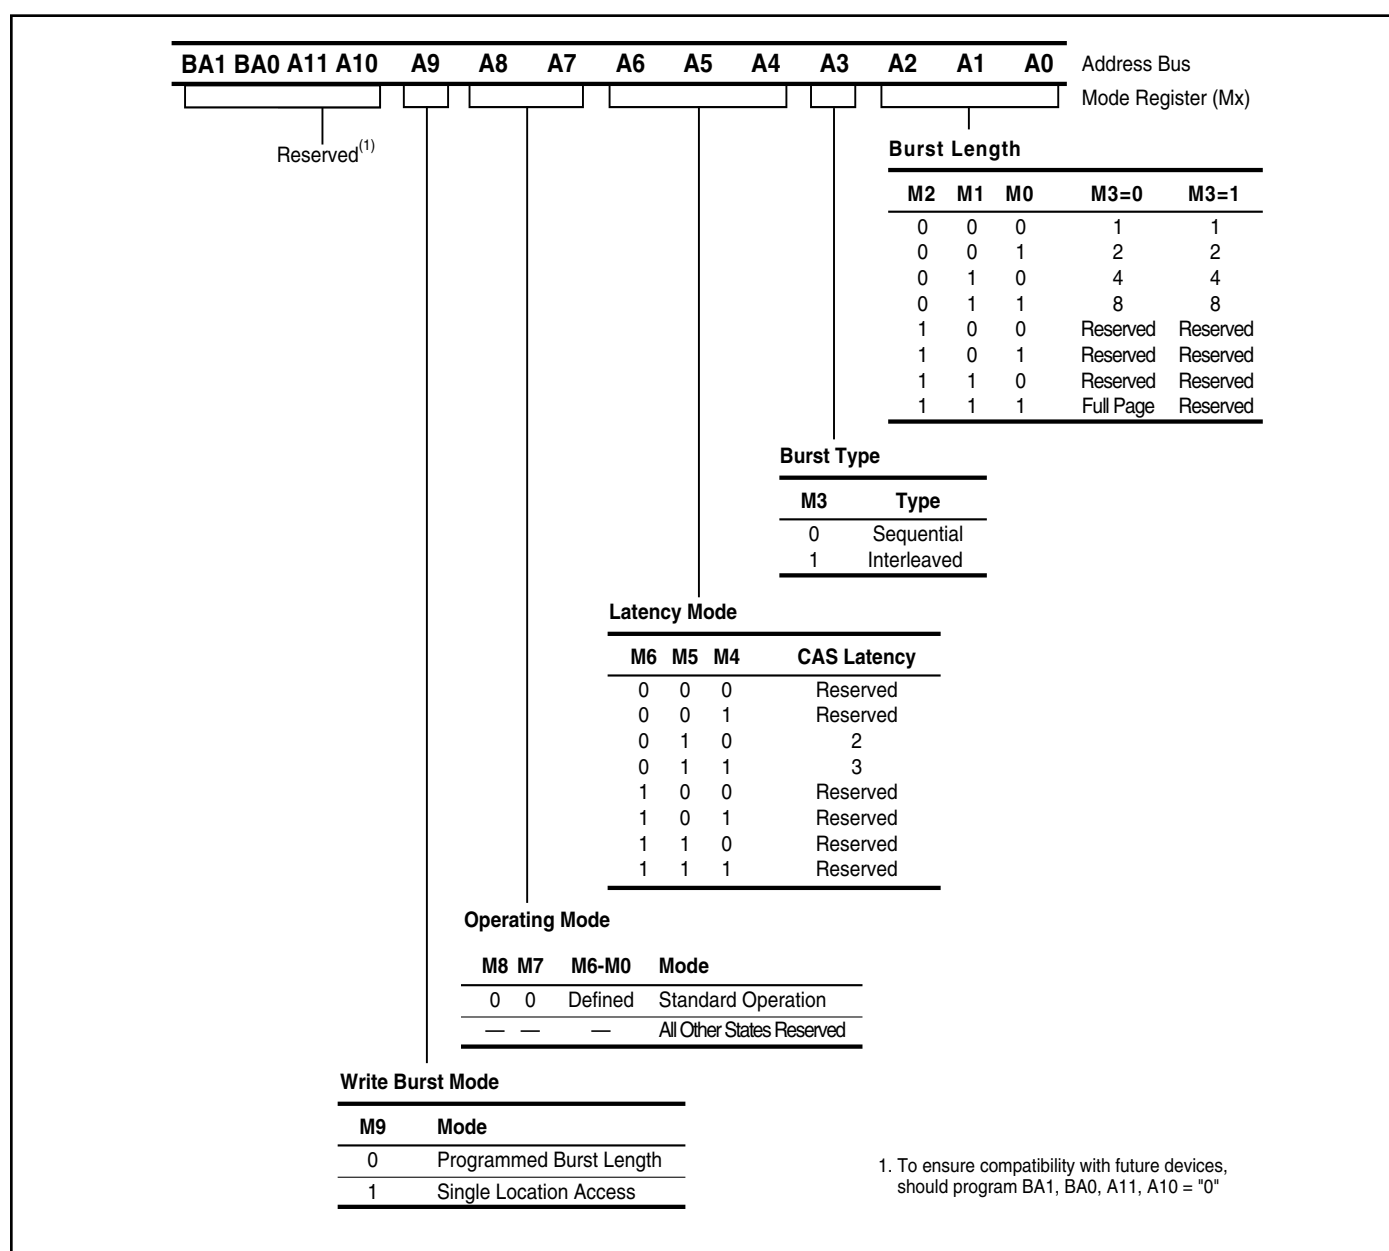 BA1 BA0 A11 A10 A9 A8 A7 A6 A5 A4 A3 A2 A1 A0 Address Bus
Mode Register (Mx)
Reserved(1)
Burst Length
M2 M1 M0 M3=0 M3=1
0 0 0 1 1
0 0 1 2 2
0 1 0 4 4
0 1 1 8 8
1 0 0 Reserved Reserved
1 0 1 Reserved Reserved
1 1 0 Reserved Reserved
1 1 1 Full Page Reserved
Burst Type
M3 Type
0 Sequential
1 Interleaved
Latency Mode
M6 M5 M4 CAS Latency
0 0 0 Reserved
0 0 1 Reserved
0 1 0 2
0 1 1 3
1 0 0 Reserved
1 0 1 Reserved
1 1 0 Reserved
1 1 1 Reserved
Operating Mode
M8 M7 M6-M0 Mode
0 0 Defined Standard Operation
— — — All Other States Reserved
Write Burst Mode
M9 Mode
0 Programmed Burst Length
1 Single Location Access
1. To ensure compatibility with future devices,
should program BA1, BA0, A11, A10 = "0"